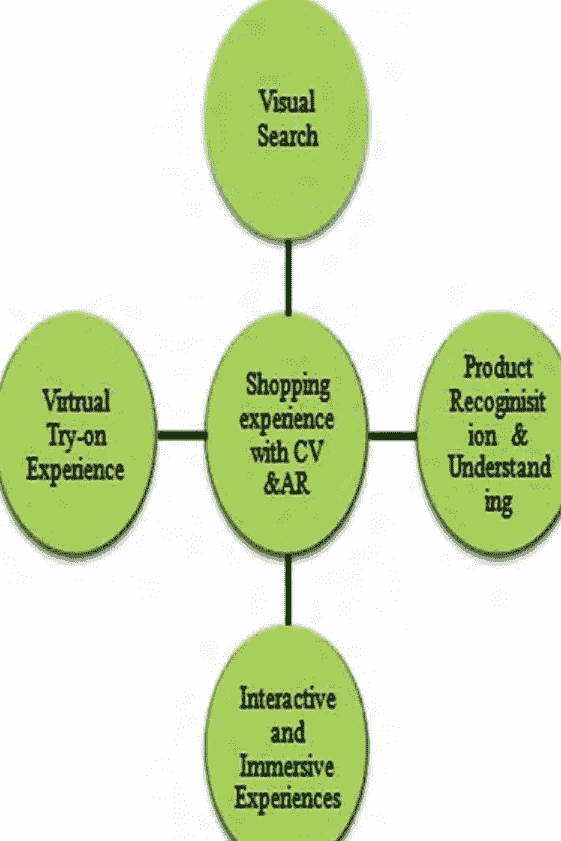 Visual
Search
Virtrual
Try-on
Experience
Shopping
experience
with CV
&AR
Product
Recoginisit
ion &
Understand
ing
Interactive
and
Immersive
Experiences